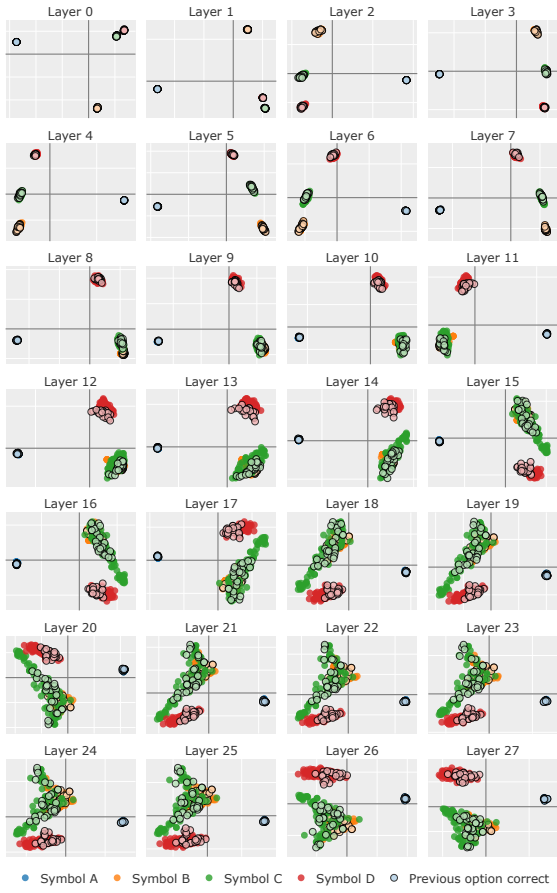 Layer 0 Layer 1 Layer 2 Layer 3
Layer 4 Layer 5 Layer 6 Layer 7
Layer 8 Layer 9 Layer 10 Layer 11
Layer 12 Layer 13 Layer 14 Layer 15
Layer 16 Layer 17 Layer 18 Layer 19
Layer 20 Layer 21 Layer 22 Layer 23
Layer 24 Layer 25 Layer 26 Layer 27
Symbol A Symbol B Symbol C Symbol D Previous option correct